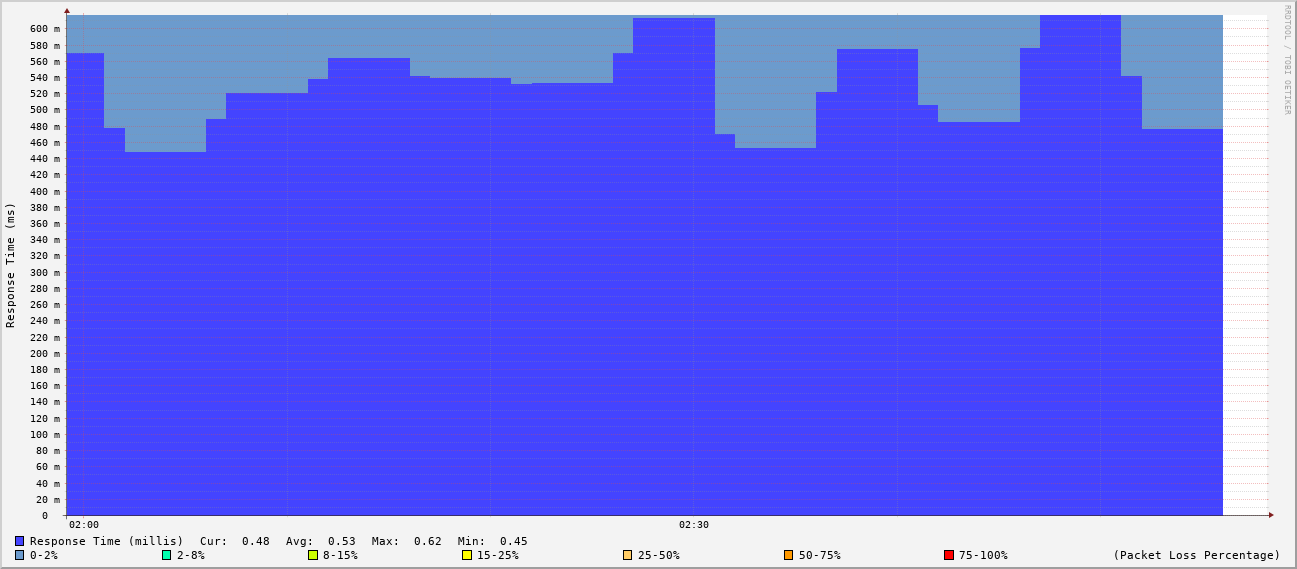 RRDTOOL / TOBI OETIKER
Response Time (ms)
600 m
580 m
560 m
540 m
520 m
500 m
480 m
460 m
440 m
420 m
400 m
380 m
360 m
340 m
320 m
300 m
280 m
260 m
240 m
220 m
200 m
180 m
160 m
140 m
120 m
100 m
80 m
60 m
40 m
20 m
0
02:00 02:30
Response Time (millis) Cur: 0.48 Avg: 0.53 Max: 0.62 Min: 0.45
0-2% 2-8% 8-15% 15-25% 25-50% 50-75% 75-100% (Packet Loss Percentage)